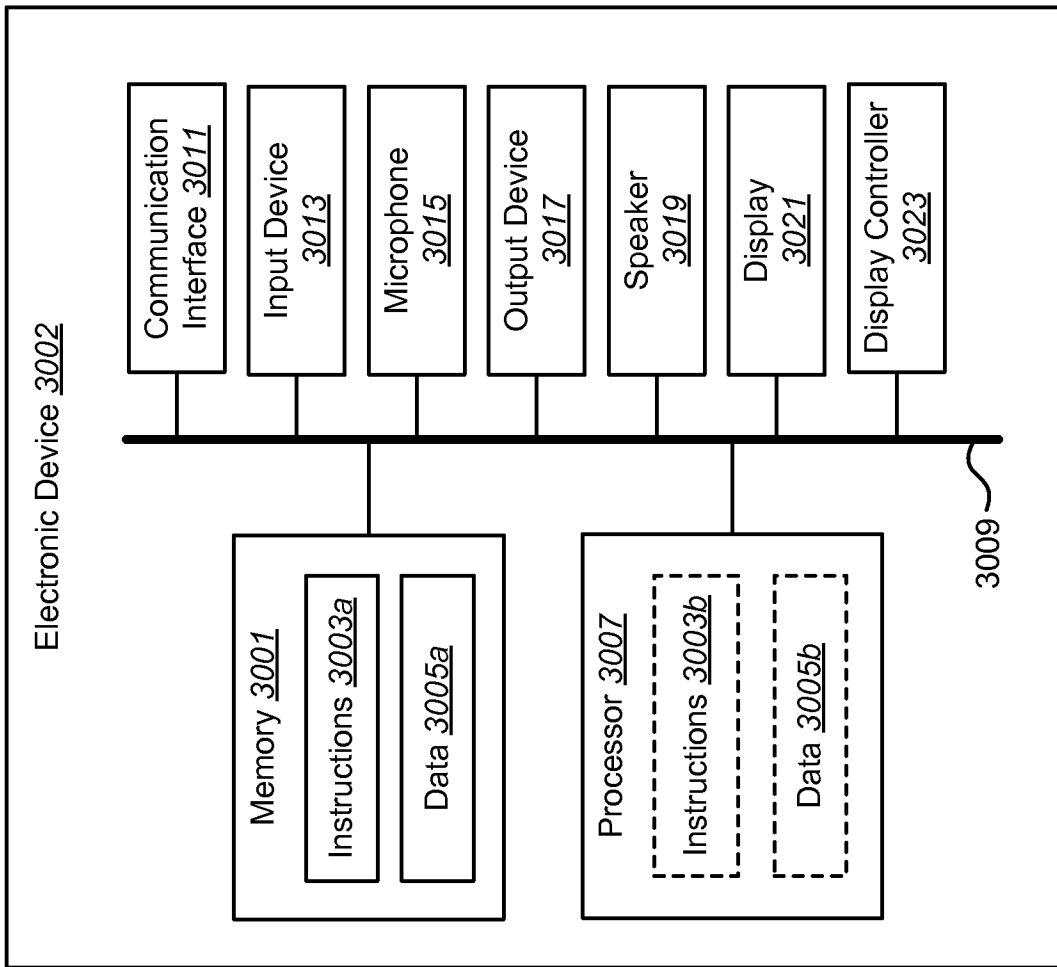 Electronic Device 3002
Memory 3001
Instructions 3003a
Data 3005a
Processor 3007
Instructions 3003b
Data 3005b
3009
Communication
Interface 3011
Input Device
3013
Microphone
3015
Output Device
3017
Speaker
3019
Display
3021
Display Controller
3023